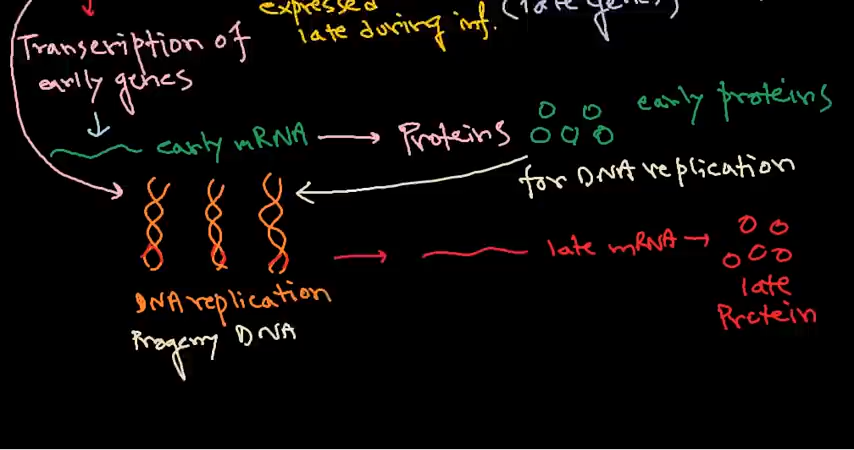 expressed
late during inf. (late genes)
Transcription of
earlly genes
early mRNA
Proteins
early proteins
for DNA replication
late mRNA
late
Protein
DNA replication
Progeny DNA